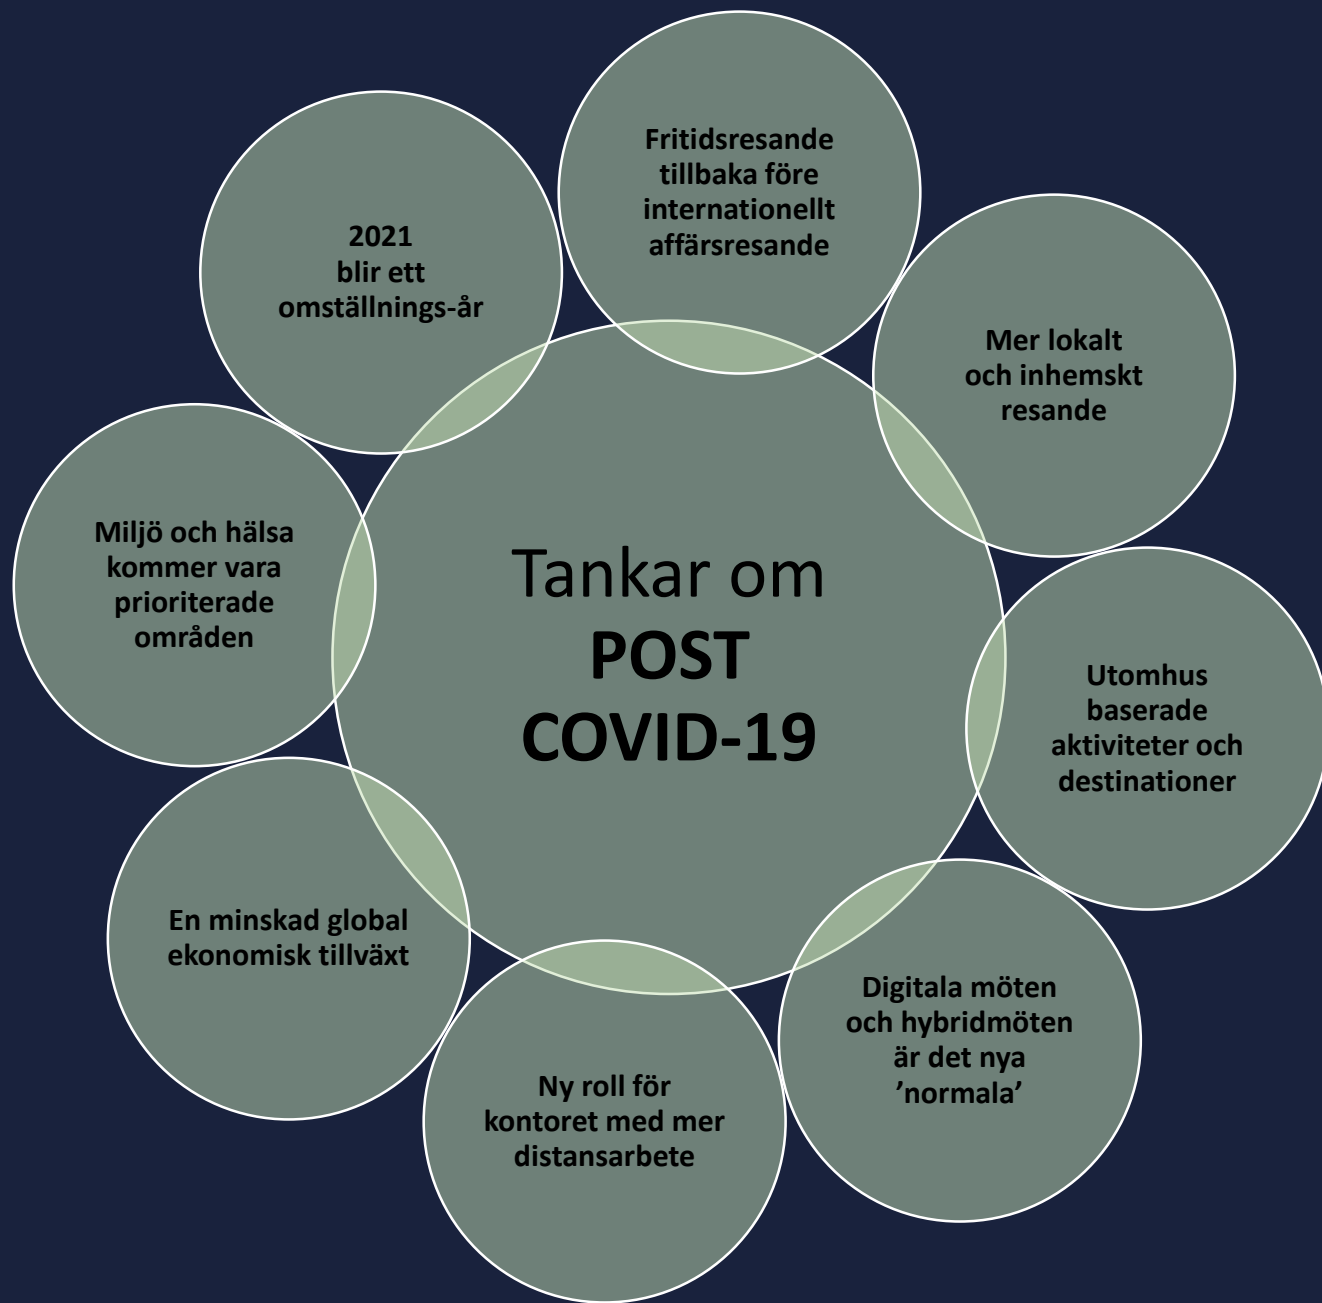 Tankar om
POST
COVID-19
Fritidsresande
tillbaka före
internationellt
affärsresande
Mer lokalt
och inhemskt
resande
Utomhus
baserade
aktiviteter och
destinationer
Digitala möten
och hybridmöten
är det nya
’normala’
Ny roll för
kontoret med mer
distansarbete
En minskad global
ekonomisk tillväxt
Miljö och hälsa
kommer vara
prioriterade
områden
2021
blir ett
omställnings-år